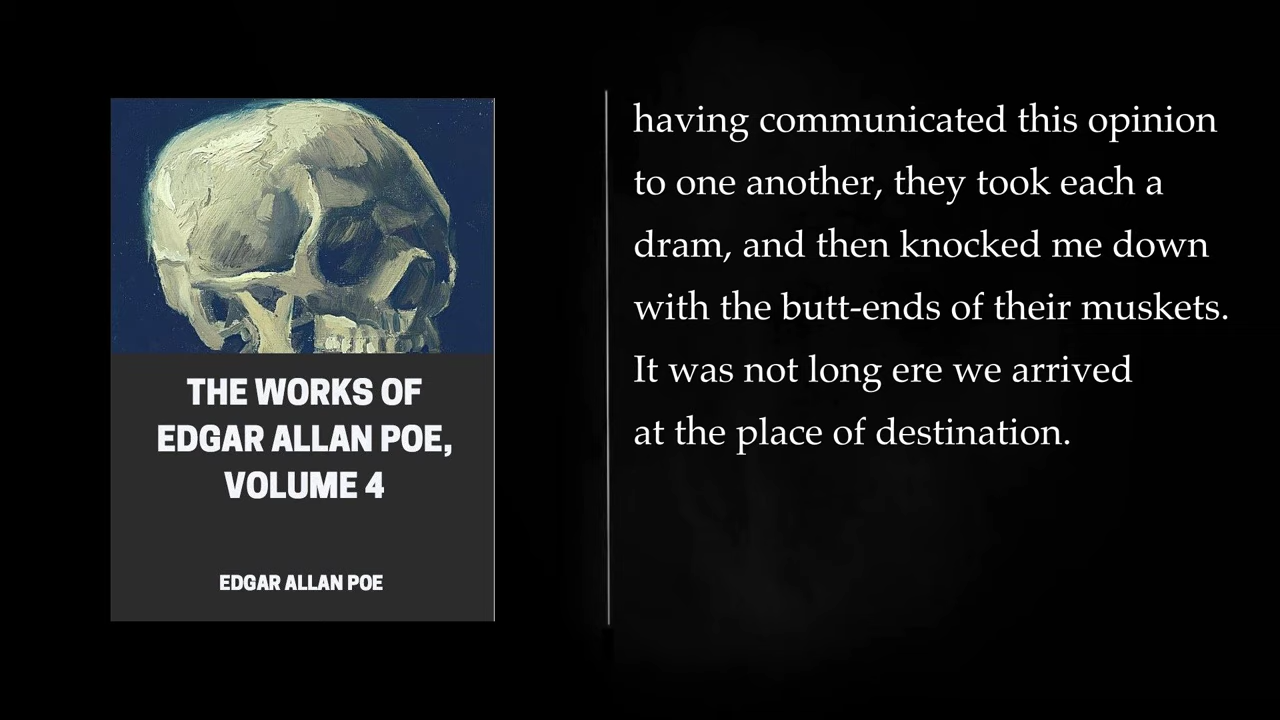 THE WORKS OF
EDGAR ALLAN POE,
VOLUME 4
EDGAR ALLAN POE
having communicated this opinion
to one another, they took each a
dram, and then knocked me down
with the butt-ends of their muskets.
It was not long ere we arrived
at the place of destination.